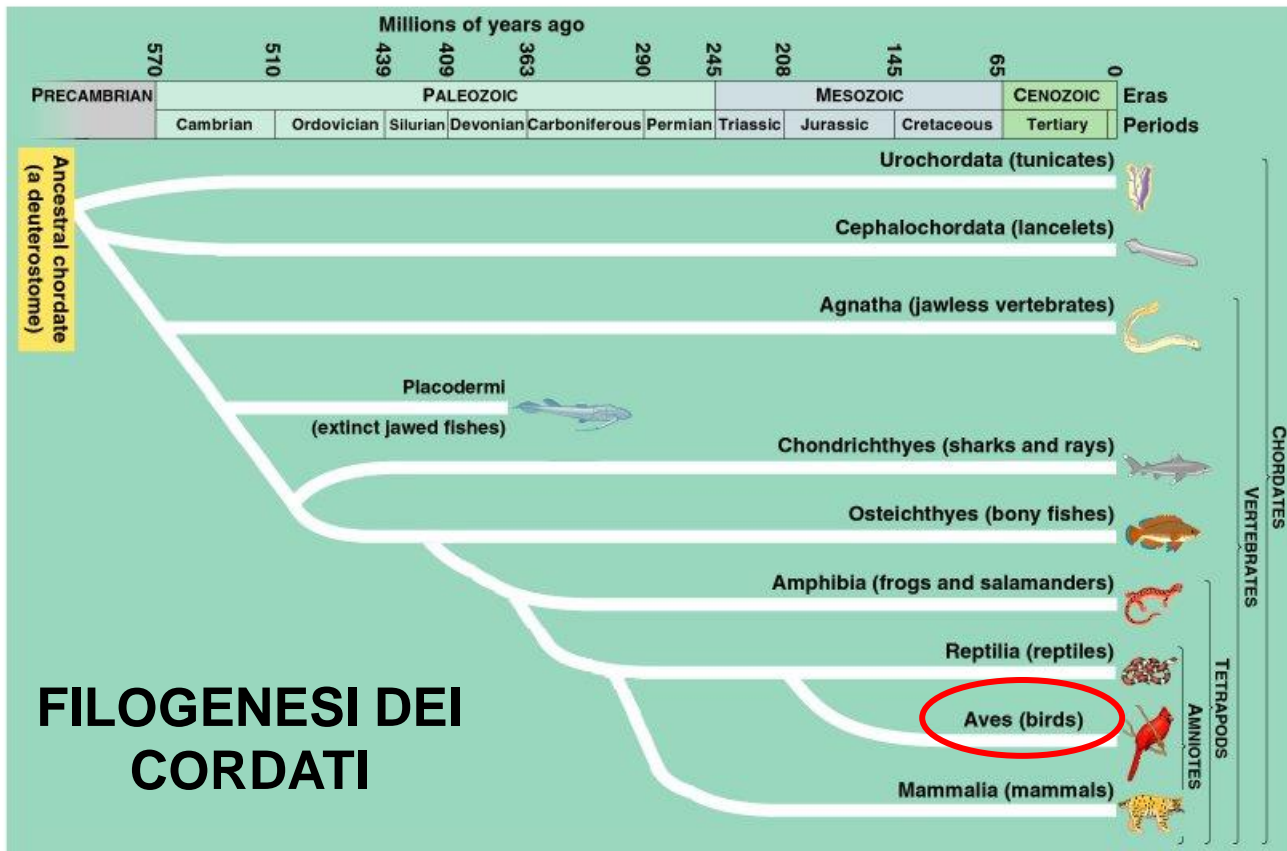 Millions of years ago
570 510 439 409 363 290 245 208 145 65 0
PRECAMBRIAN PALEOZOIC MESOZOIC CENOZOIC Eras
Cambrian Ordovician Silurian Devonian Carboniferous Permian Triassic Jurassic Cretaceous Tertiary Periods
Ancestral chordate
(a deuterostome)
Urochordata (tunicates)
Cephalochordata (lancelets)
Agnatha (jawless vertebrates)
Placodermi
(extinct jawed fishes)
Chondrichthyes (sharks and rays)
Osteichthyes (bony fishes)
Amphibia (frogs and salamanders)
Reptilia (reptiles)
Aves (birds)
Mammalia (mammals)
AMNIOTES
TETRAPODS
VERTEBRATES
CHORDATES
FILOGENESI DEI
CORDATI